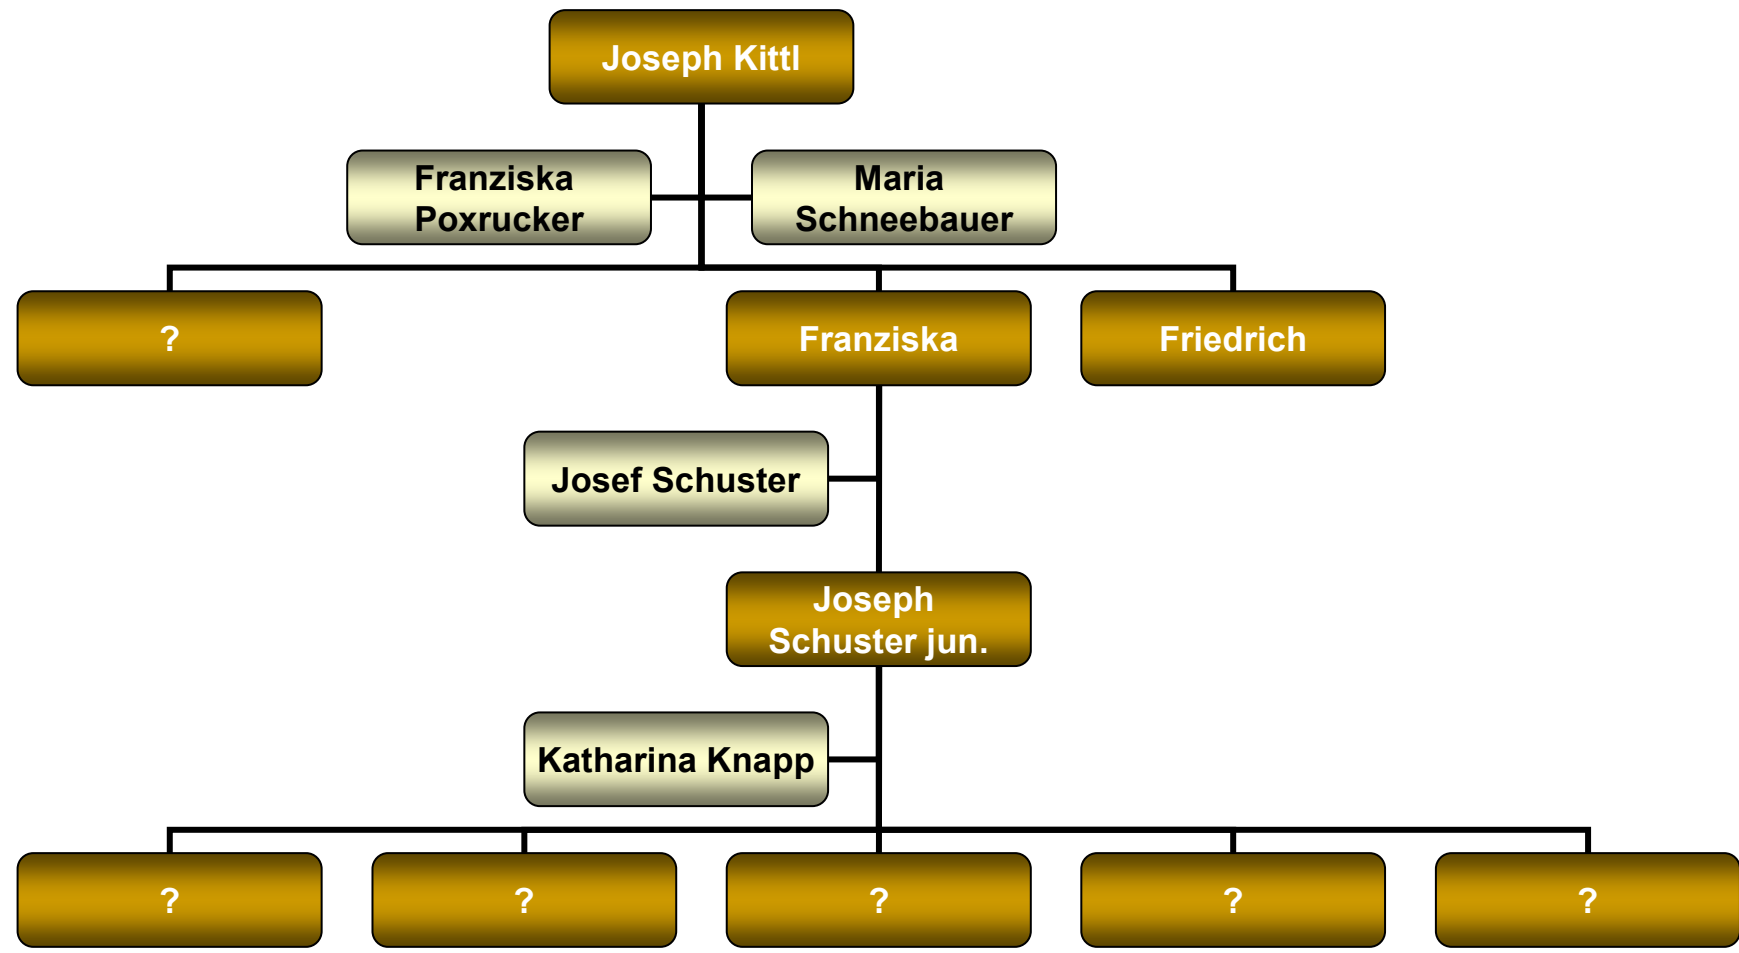 Joseph Kittl
Franziska
Poxrucker
Maria
Schneebauer
?
Franziska
Friedrich
Josef Schuster
Joseph
Schuster jun.
Katharina Knapp
?
?
?
?
?